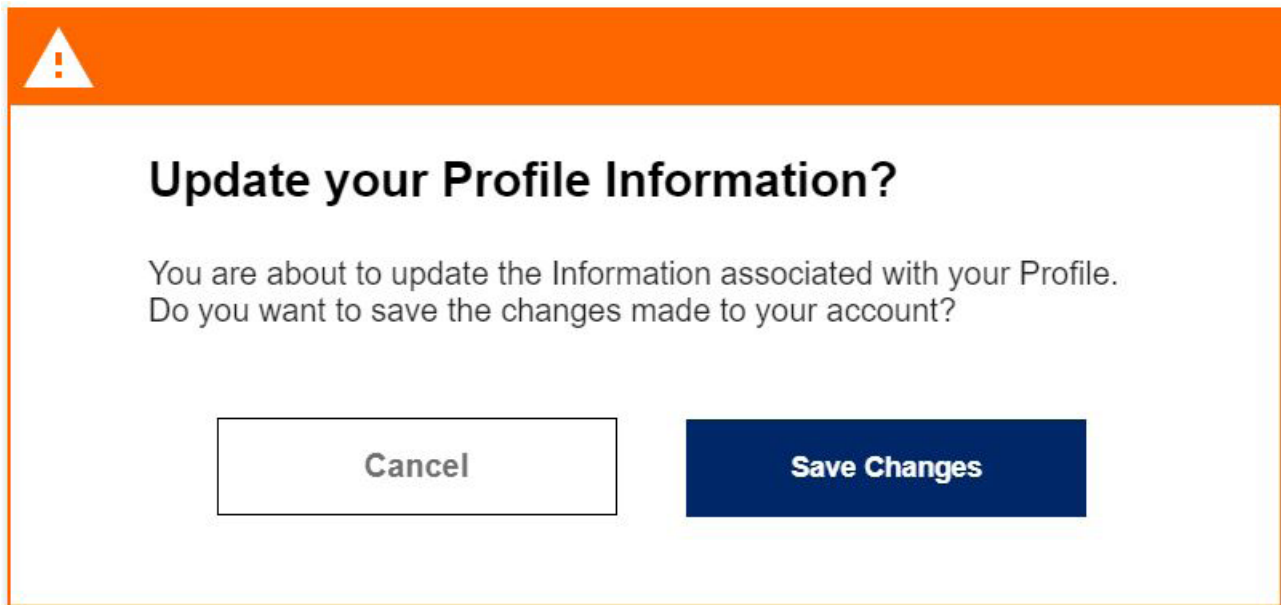 Update your Profile Information?
You are about to update the Information associated with your Profile.
Do you want to save the changes made to your account?
Cancel
Save Changes